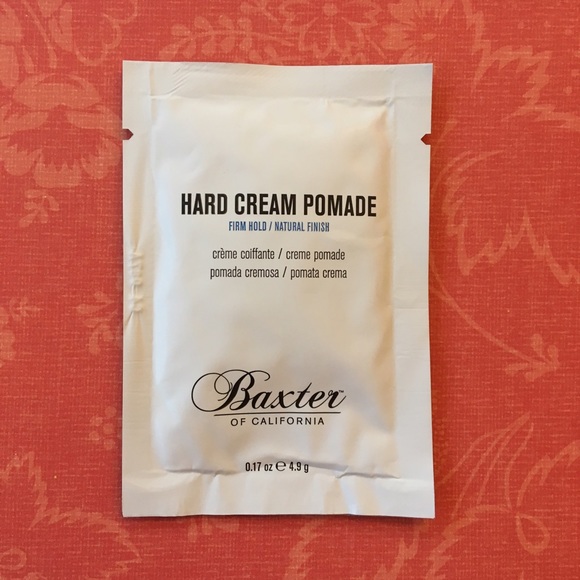 HARD CREAM POMADE
FIRM HOLD / NATURAL FINISH
crème coiffante / creme pomade
pomada cremosa / pomata crema
Baxter™
OF CALIFORNIA
0.17 oz ℮ 4.9 g